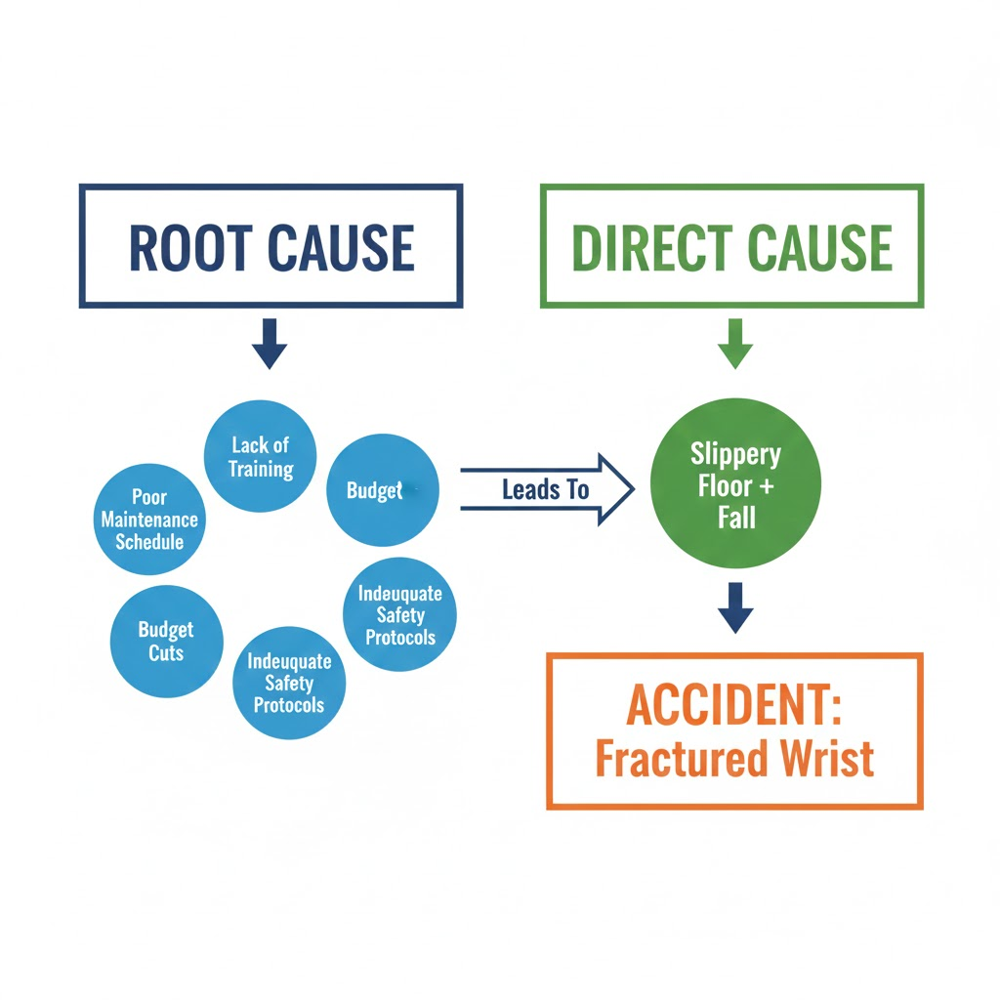 ROOT CAUSE
DIRECT CAUSE
Lack of
Training
Budget
Poor
Maintenance
Schedule
Leads To
Slippery
Floor +
Fall
Indeuquate
Safety
Protocols
Budget
Cuts
Indeuquate
Safety
Protocols
ACCIDENT:
Fractured Wrist